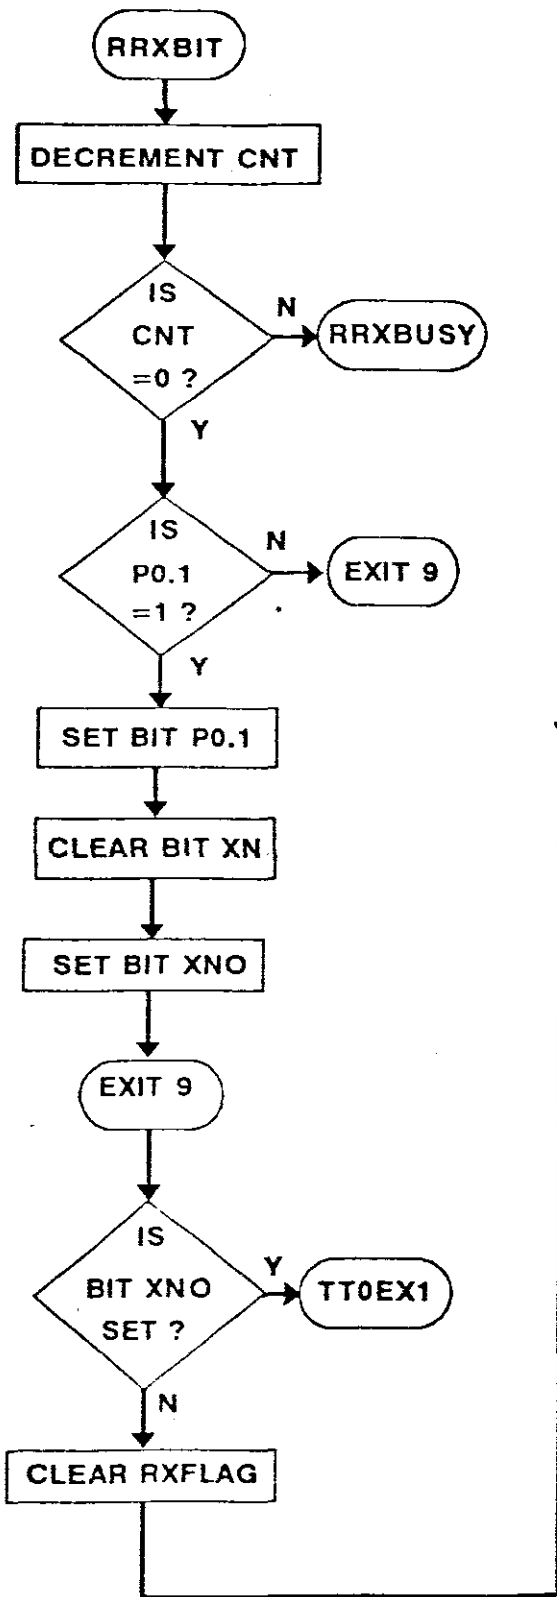 RRXBIT
DECREMENT CNT
IS
CNT
=0 ?
N
RRXBUSY
Y
IS
P0.1
=1 ?
N
EXIT 9
Y
SET BIT P0.1
CLEAR BIT XN
SET BIT XNO
EXIT 9
IS
BIT XNO
SET ?
Y
TT0EX1
N
CLEAR RXFLAG